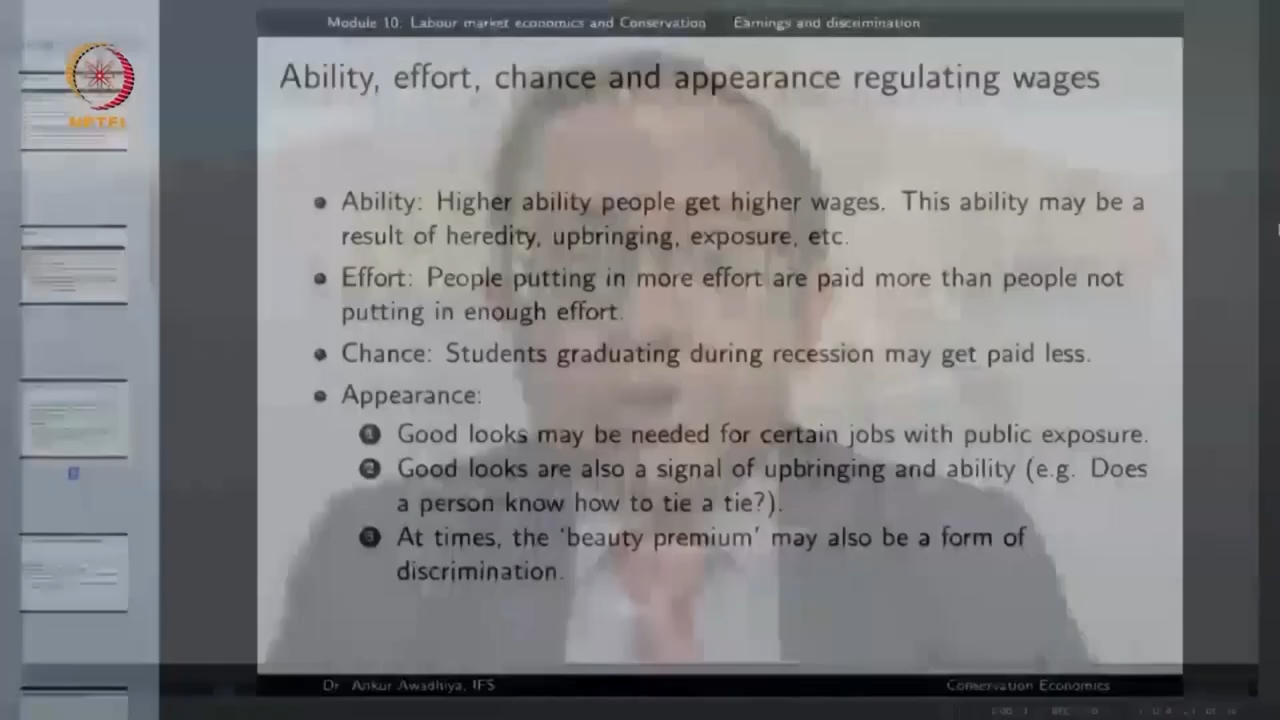 Module 10: Labour market economics and Conservation Earnings and discrimination
NPTEL
Ability, effort, chance and appearance regulating wages
Ability: Higher ability people get higher wages. This ability may be a
result of heredity, upbringing, exposure, etc.
Effort: People putting in more effort are paid more than people not
putting in enough effort.
Chance: Students graduating during recession may get paid less.
Appearance:
1 Good looks may be needed for certain jobs with public exposure.
2 Good looks are also a signal of upbringing and ability (e.g. Does
a person know how to tie a tie?).
3 At times, the ‘beauty premium’ may also be a form of
discrimination.
Dr. Ankur Awadhiya, IFS Conservation Economics